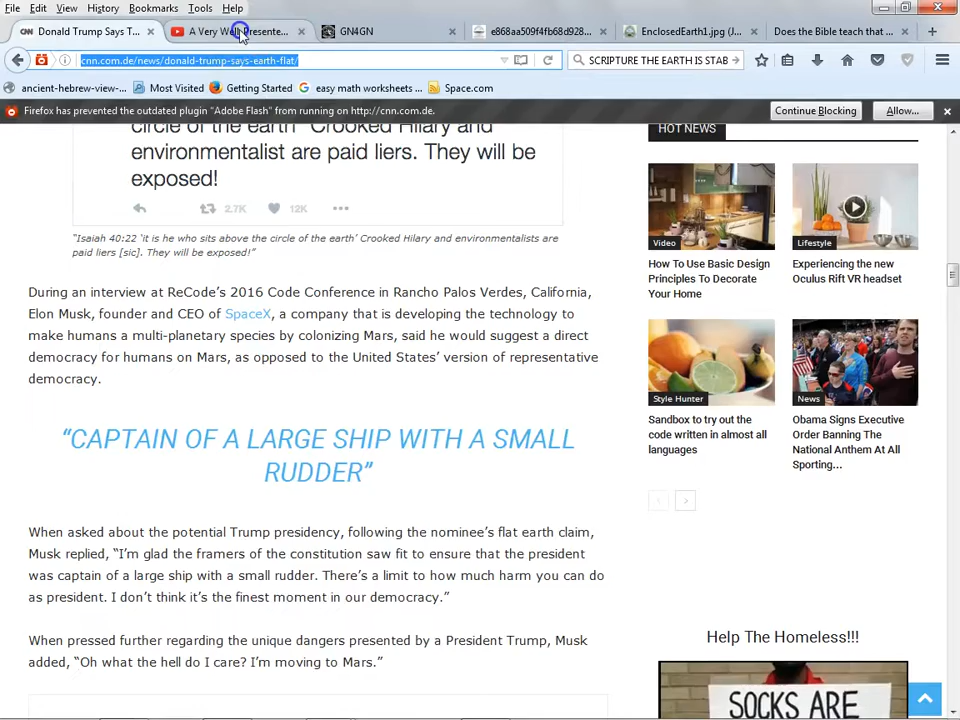 File Edit View History Bookmarks Tools Help
CNN Donald Trump Says T... × A Very Well Presente... × GN4GN × e868aa509f4fb68d928... × EnclosedEarth1.jpg (J... × Does the Bible teach that ... × +
cnn.com.de/news/donald-trump-says-earth-flat/ SCRIPTURE THE EARTH IS STAB
ancient-hebrew-view-... Most Visited Getting Started easy math worksheets ... Space.com
Firefox has prevented the outdated plugin "Adobe Flash" from running on http://cnn.com.de. Continue Blocking Allow... ×
circle of the earth' Crooked Hilary and
environmentalist are paid liers. They will be
exposed!
2.7K 12K •••
"Isaiah 40:22 'it is he who sits above the circle of the earth' Crooked Hilary and environmentalists are
paid liers [sic]. They will be exposed!"
During an interview at ReCode's 2016 Code Conference in Rancho Palos Verdes, California,
Elon Musk, founder and CEO of SpaceX, a company that is developing the technology to
make humans a multi-planetary species by colonizing Mars, said he would suggest a direct
democracy for humans on Mars, as opposed to the United States' version of representative
democracy.
"CAPTAIN OF A LARGE SHIP WITH A SMALL
RUDDER"
When asked about the potential Trump presidency, following the nominee's flat earth claim,
Musk replied, "I'm glad the framers of the constitution saw fit to ensure that the president
was captain of a large ship with a small rudder. There's a limit to how much harm you can do
as president. I don't think it's the finest moment in our democracy."
When pressed further regarding the unique dangers presented by a President Trump, Musk
added, "Oh what the hell do I care? I'm moving to Mars."
HOT NEWS
Video
How To Use Basic Design
Principles To Decorate
Your Home
Lifestyle
Experiencing the new
Oculus Rift VR headset
Style Hunter
Sandbox to try out the
code written in almost all
languages
News
Obama Signs Executive
Order Banning The
National Anthem At All
Sporting...
Help The Homeless!!!
SOCKS ARE